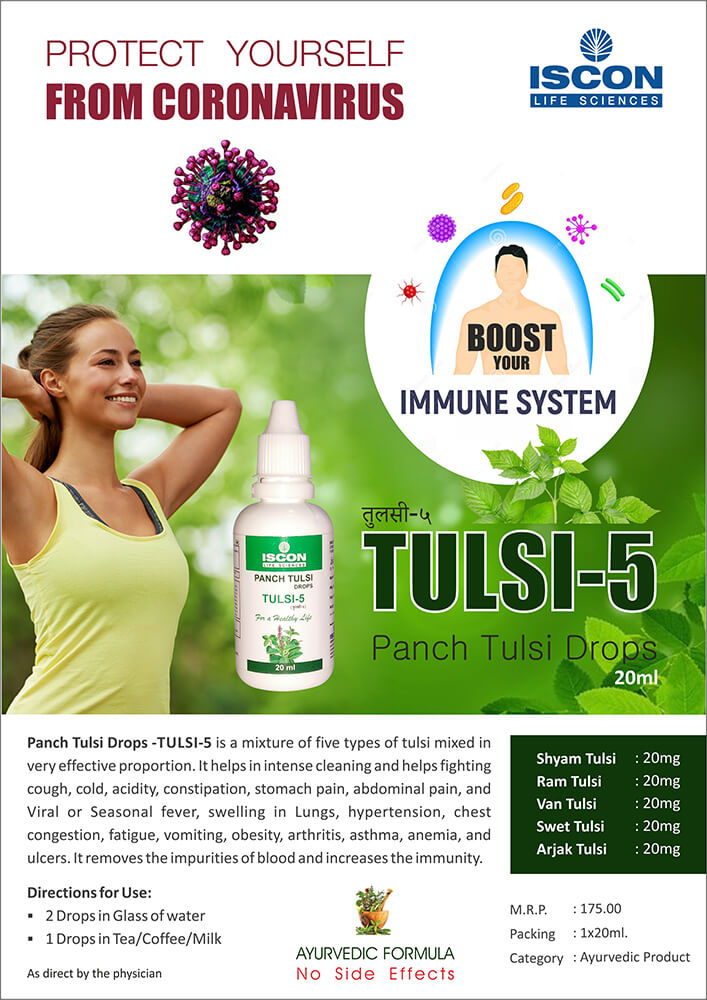 PROTECT YOURSELF
FROM CORONAVIRUS
ISCON
LIFE SCIENCES
BOOST
YOUR
IMMUNE SYSTEM
तुलसी-५
TULSI-5
Panch Tulsi Drops
20ml
ISCON
LIFE SCIENCES
PANCH TULSI
DROPS
TULSI-5
(तुलसी-५)
For a Healthy Life
20 ml
Panch Tulsi Drops -TULSI-5 is a mixture of five types of tulsi mixed in
very effective proportion. It helps in intense cleaning and helps fighting
cough, cold, acidity, constipation, stomach pain, abdominal pain, and
Viral or Seasonal fever, swelling in Lungs, hypertension, chest
congestion, fatigue, vomiting, obesity, arthritis, asthma, anemia, and
ulcers. It removes the impurities of blood and increases the immunity.
Shyam Tulsi : 20mg
Ram Tulsi : 20mg
Van Tulsi : 20mg
Swet Tulsi : 20mg
Arjak Tulsi : 20mg
Directions for Use:
▪ 2 Drops in Glass of water
▪ 1 Drops in Tea/Coffee/Milk
As direct by the physician
AYURVEDIC FORMULA
No Side Effects
M.R.P. : 175.00
Packing : 1x20ml.
Category : Ayurvedic Product